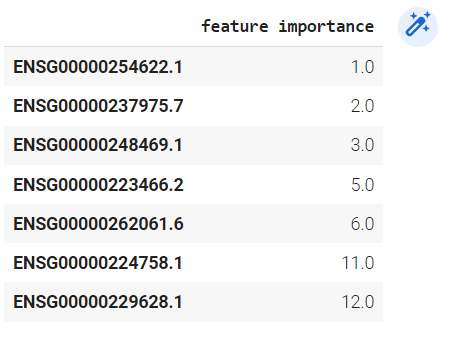 feature importance
ENSG00000254622.1 1.0
ENSG00000237975.7 2.0
ENSG00000248469.1 3.0
ENSG00000223466.2 5.0
ENSG00000262061.6 6.0
ENSG00000224758.1 11.0
ENSG00000229628.1 12.0